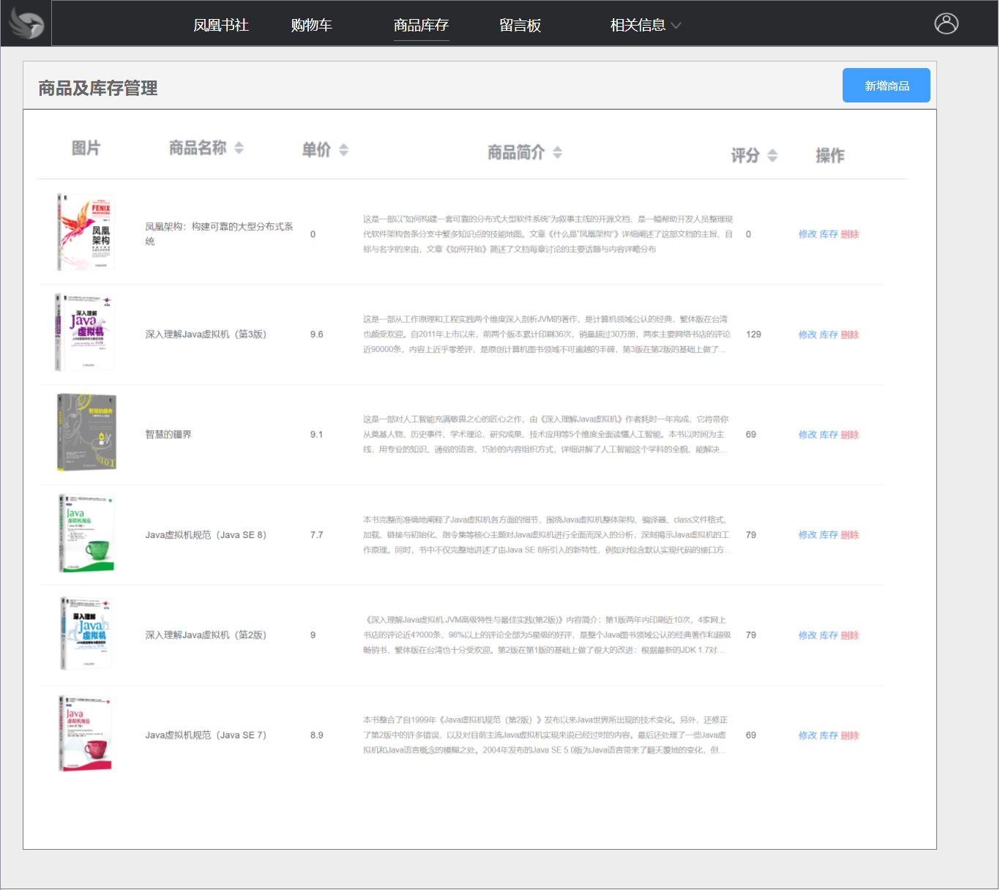 凤凰书社 购物车 商品库存 留言板 相关信息
商品及库存管理 新增商品
图片 商品名称 单价 商品简介 评分 操作
FENIX
凤凰
架构
凤凰架构：构建可靠的大型分布式系
统
0
这是一部以“如何构建一套可靠的分布式大型软件系统”为叙事主线的开源文档，是一幅帮助开发人员整理现
代软件架构各条分支中繁多知识点的技能地图。文章《什么是“凤凰架构”》详细阐述了这部文档的主旨、目
标与名字的来由，文章《如何开始》简述了文档每章讨论的主要话题与内容详略分布
0
修改 库存 删除
深入理解
Java
虚拟机
深入理解Java虚拟机（第3版）
9.6
这是一部从工作原理和工程实践两个维度深入剖析JVM的著作，是计算机领域公认的经典，繁体版在台湾
也颇受欢迎。自2011年上市以来，前两个版本累计印刷36次，销量超过30万册，两家主要网络书店的评论
近90000条，内容上近乎零差评，是原创计算机图书领域不可逾越的丰碑，第3版在第2版的基础上做了...
129
修改 库存 删除
智慧的疆界
智慧的疆界
9.1
这是一部对人工智能充满敬畏之心的匠心之作，由《深入理解Java虚拟机》作者耗时一年完成，它将带你
从奠基人物、历史事件、学术理论、研究成果、技术应用等5个维度全面读懂人工智能。本书以时间为主
线，用专业的知识、通俗的语言、巧妙的内容组织方式，详细讲解了人工智能这个学科的全貌、能解决...
69
修改 库存 删除
Java
虚拟机规范
Java虚拟机规范（Java SE 8）
7.7
本书完整而准确地阐释了Java虚拟机各方面的细节，围绕Java虚拟机整体架构、编译器、class文件格式、
加载、链接与初始化、指令集等核心主题对Java虚拟机进行全面而深入的分析，深刻揭示Java虚拟机的工
作原理。同时，书中不仅完整地讲述了由Java SE 8所引入的新特性，例如对包含默认实现代码的接口方...
79
修改 库存 删除
深入理解
Java
虚拟机
深入理解Java虚拟机（第2版）
9
《深入理解Java虚拟机:JVM高级特性与最佳实践(第2版)》内容简介：第1版两年内印刷近10次，4家网上
书店的评论近4?000条，98%以上的评论全部为5星级的好评，是整个Java图书领域公认的经典著作和超级
畅销书，繁体版在台湾也十分受欢迎。第2版在第1版的基础上做了很大的改进：根据最新的JDK 1.7对...
79
修改 库存 删除
Java
虚拟机规范
Java虚拟机规范（Java SE 7）
8.9
本书整合了自1999年《Java虚拟机规范（第2版）》发布以来Java世界所出现的技术变化。另外，还修正
了第2版中的许多错误，以及对目前主流Java虚拟机实现来说已经过时的内容。最后还处理了一些Java虚
拟机和Java语言概念的模糊之处。2004年发布的Java SE 5.0版为Java语言带来了翻天覆地的变化，但...
69
修改 库存 删除